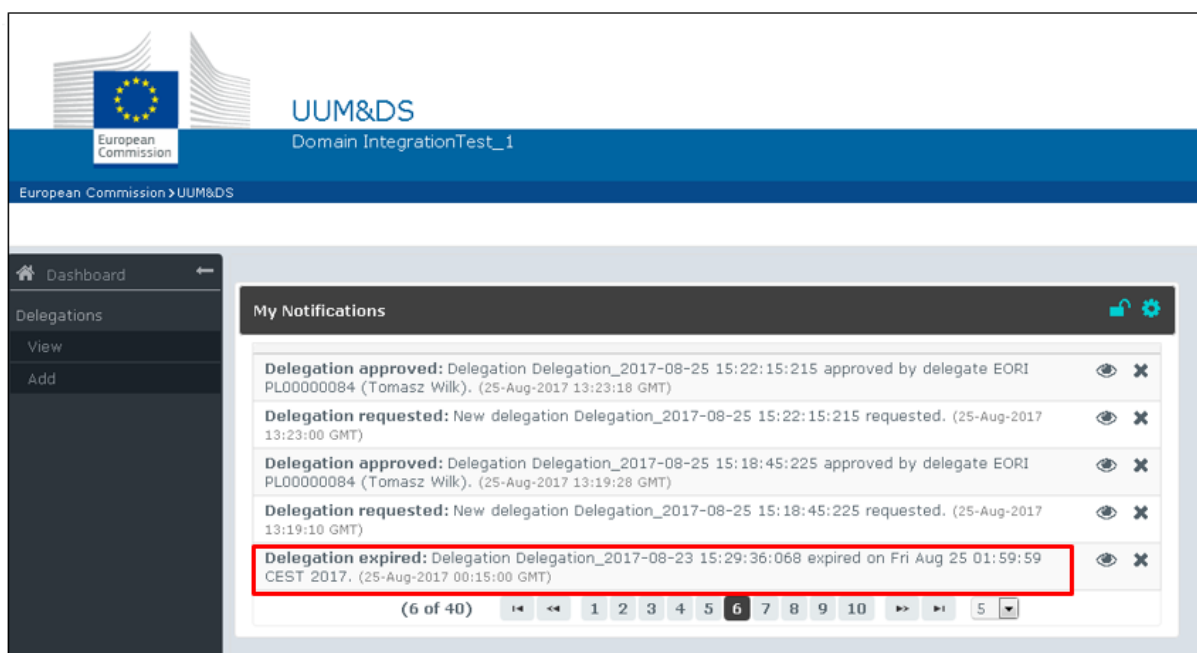 European
Commission
UUM&DS
Domain IntegrationTest_1
European Commission > UUM&DS
Dashboard
Delegations
View
Add
My Notifications
Delegation approved: Delegation Delegation_2017-08-25 15:22:15:215 approved by delegate EORI
PL00000084 (Tomasz Wilk). (25-Aug-2017 13:23:18 GMT)
Delegation requested: New delegation Delegation_2017-08-25 15:22:15:215 requested. (25-Aug-2017
13:23:00 GMT)
Delegation approved: Delegation Delegation_2017-08-25 15:18:45:225 approved by delegate EORI
PL00000084 (Tomasz Wilk). (25-Aug-2017 13:19:28 GMT)
Delegation requested: New delegation Delegation_2017-08-25 15:18:45:225 requested. (25-Aug-2017
13:19:10 GMT)
Delegation expired: Delegation Delegation_2017-08-23 15:29:36:068 expired on Fri Aug 25 01:59:59
CEST 2017. (25-Aug-2017 00:15:00 GMT)
(6 of 40) 1 2 3 4 5 6 7 8 9 10 5